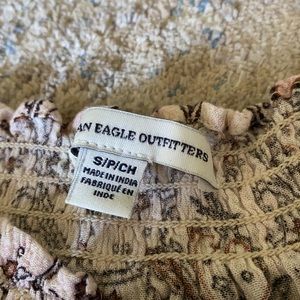 AN EAGLE OUTFITTERS
S/P/CH
MADE IN INDIA
FABRIQUÉ EN
INDE